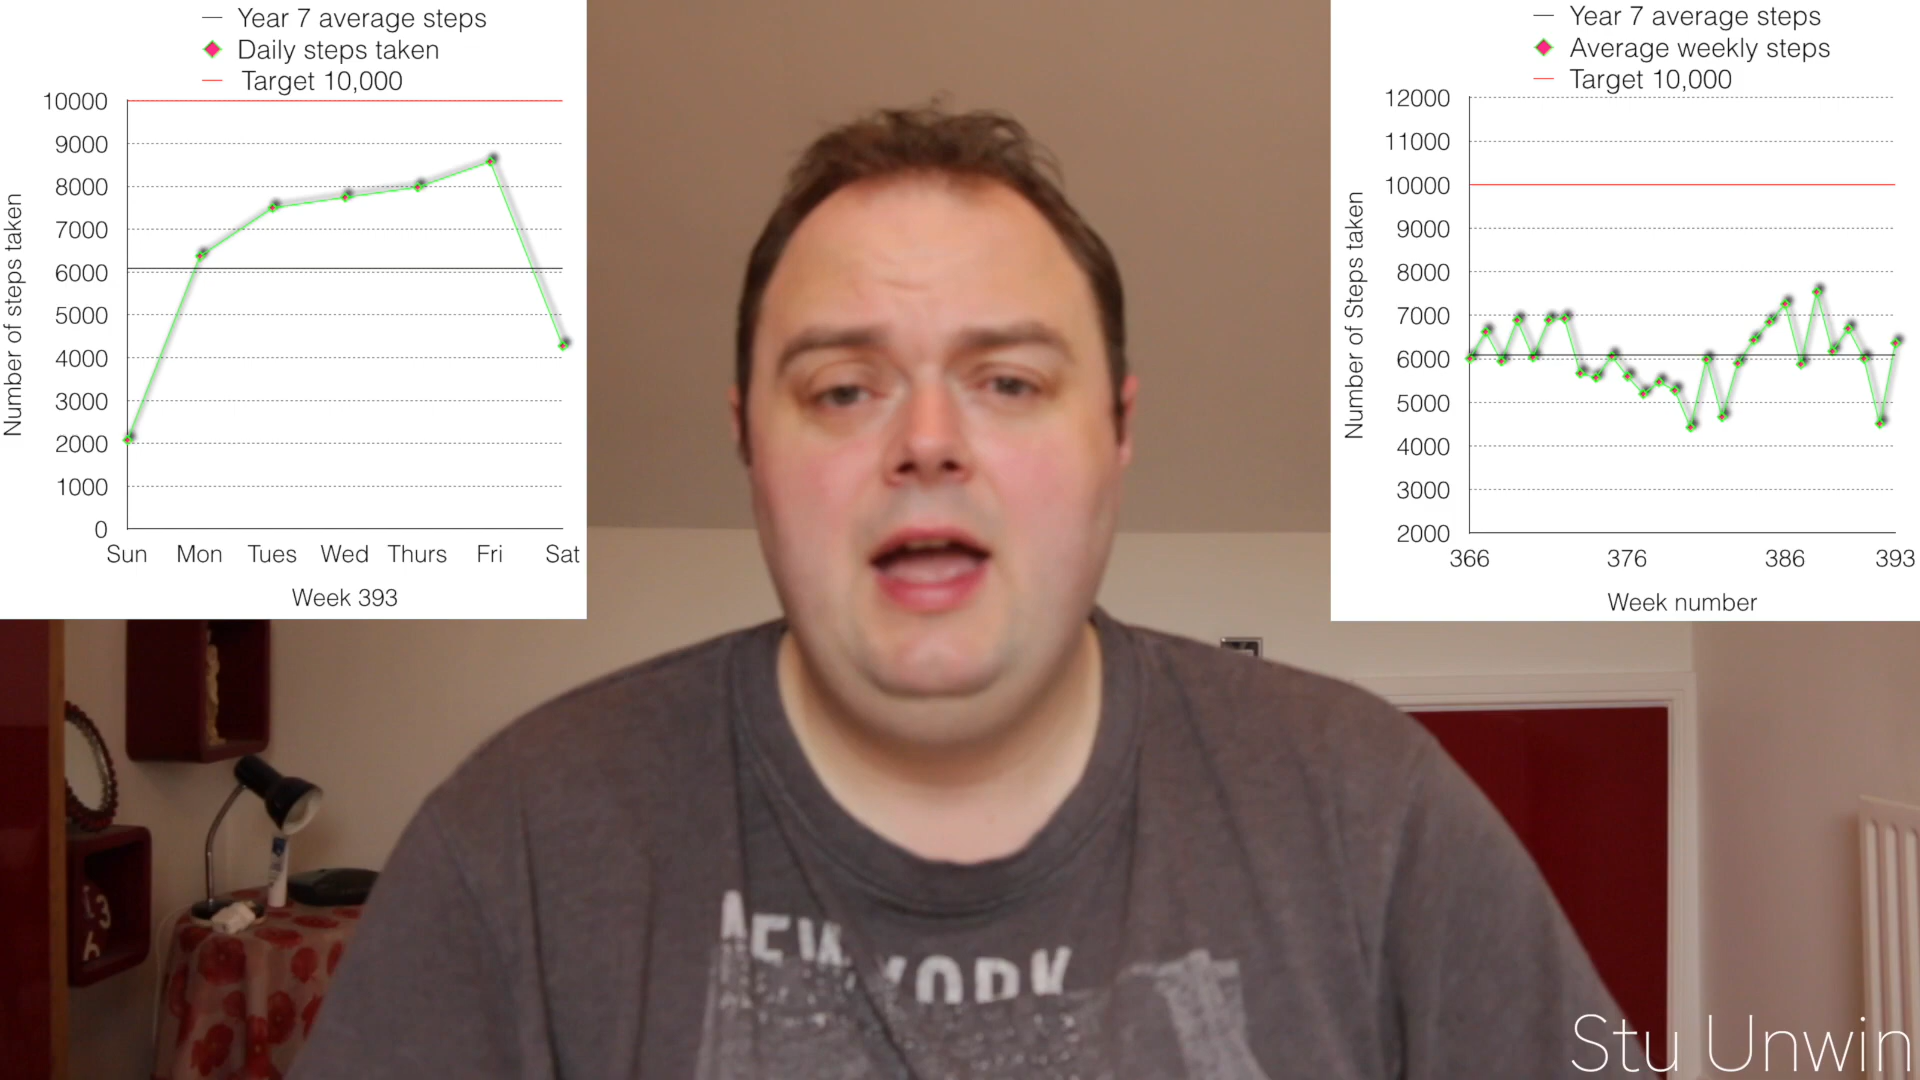 Year 7 average steps
Daily steps taken
Target 10,000
Number of steps taken
10000
9000
8000
7000
6000
5000
4000
3000
2000
1000
0
Sun Mon Tues Wed Thurs Fri Sat
Week 393
Year 7 average steps
Average weekly steps
Target 10,000
Number of Steps taken
12000
11000
10000
9000
8000
7000
6000
5000
4000
3000
2000
366 376 386 393
Week number
NEW YORK
Stu Unwin